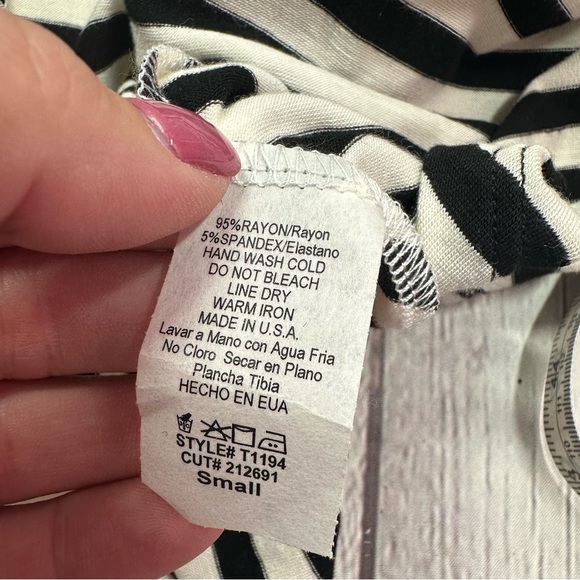 95%RAYON/Rayon
5%SPANDEX/Elastano
HAND WASH COLD
DO NOT BLEACH
LINE DRY
WARM IRON
MADE IN U.S.A.
Lavar a Mano con Agua Fria
No Cloro Secar en Plano
Plancha Tibia
HECHO EN EUA
STYLE# T1194
CUT# 212691
Small